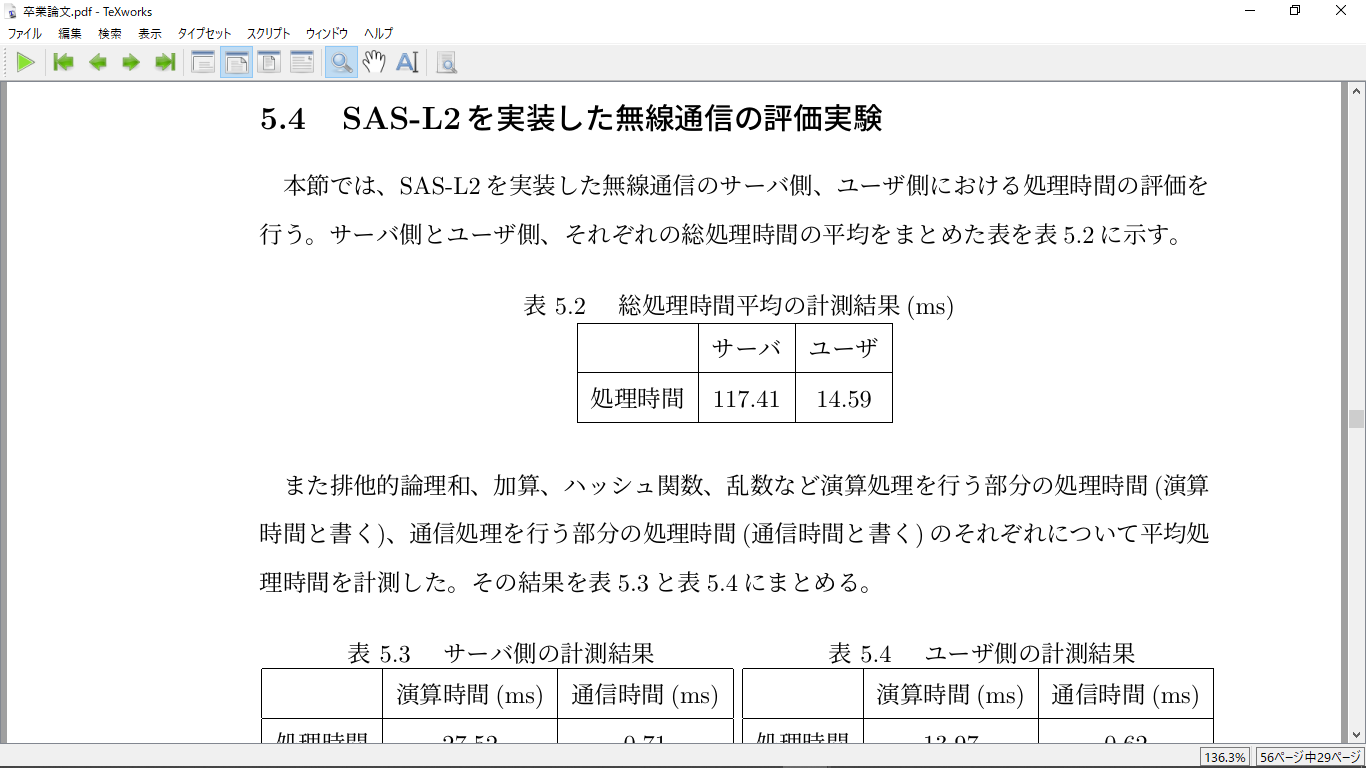 卒業論文.pdf - TeXworks
ファイル 編集 検索 表示 タイプセット スクリプト ウィンドウ ヘルプ
5.4 SAS-L2を実装した無線通信の評価実験
本節では、SAS-L2を実装した無線通信のサーバ側、ユーザ側における処理時間の評価を
行う。サーバ側とユーザ側、それぞれの総処理時間の平均をまとめた表を表5.2に示す。
表 5.2 総処理時間平均の計測結果 (ms)
サーバ ユーザ
処理時間 117.41 14.59
また排他的論理和、加算、ハッシュ関数、乱数など演算処理を行う部分の処理時間 (演算
時間と書く)、通信処理を行う部分の処理時間 (通信時間と書く) のそれぞれについて平均処
理時間を計測した。その結果を表5.3と表5.4にまとめる。
表 5.3 サーバ側の計測結果
演算時間 (ms) 通信時間 (ms)
処理時間 27.52 0.71
表 5.4 ユーザ側の計測結果
演算時間 (ms) 通信時間 (ms)
処理時間 13.97 0.62
136.3% 56ページ中29ページ